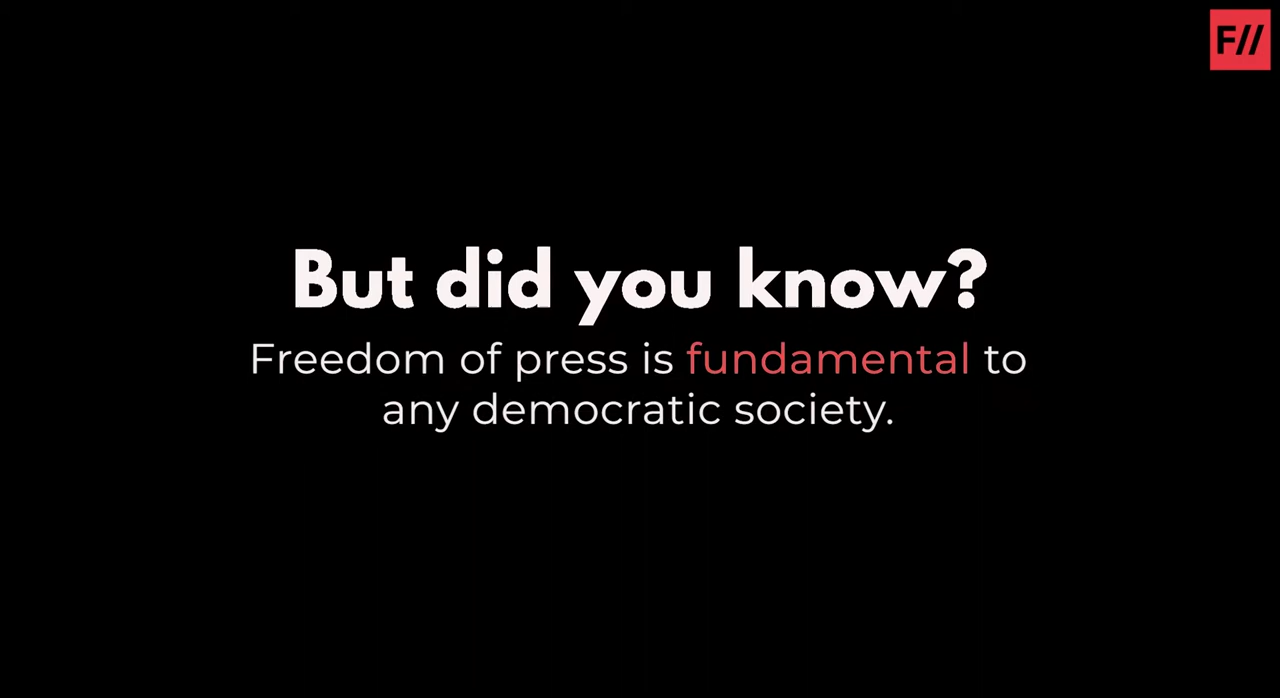 F//
But did you know?
Freedom of press is fundamental to
any democratic society.